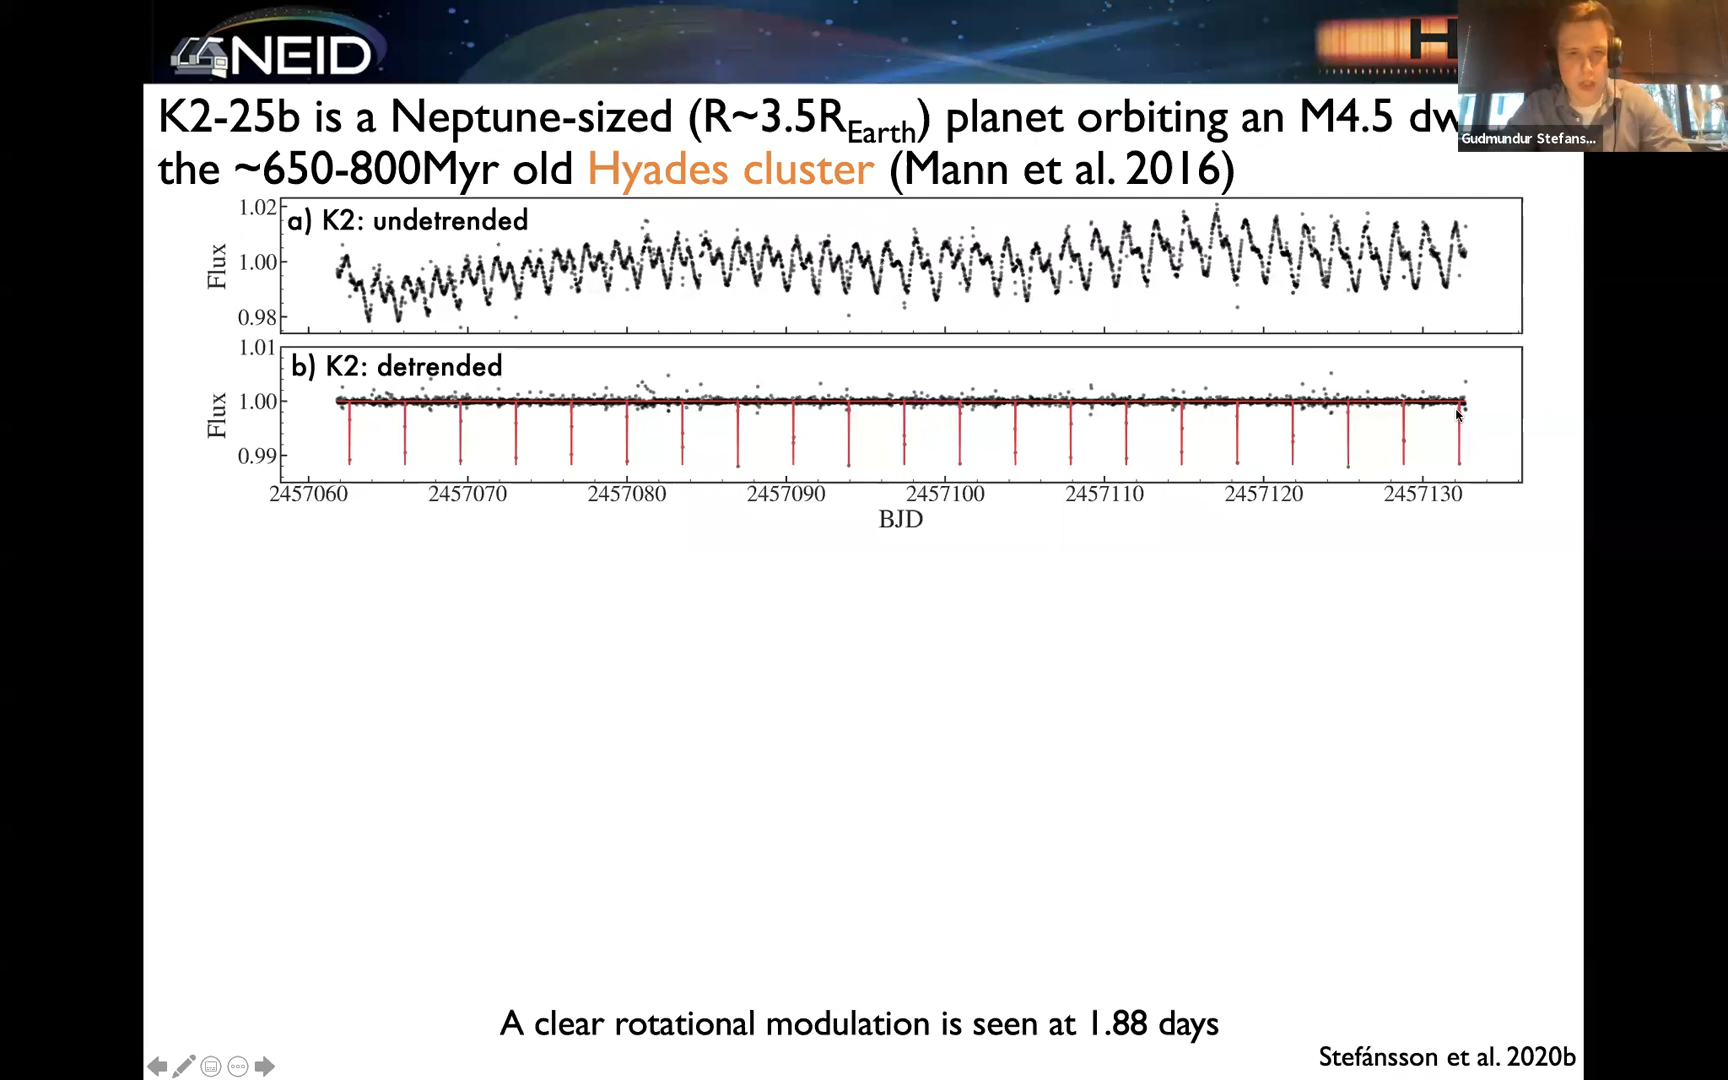 NEID
H
K2-25b is a Neptune-sized (R~3.5REarth) planet orbiting an M4.5 dw
the ~650-800Myr old Hyades cluster (Mann et al. 2016)
Gudmundur Stefans...
a) K2: undetrended
1.02
1.00
0.98
Flux
b) K2: detrended
1.01
1.00
0.99
Flux
2457060 2457070 2457080 2457090 2457100 2457110 2457120 2457130
BJD
A clear rotational modulation is seen at 1.88 days
Stefánsson et al. 2020b